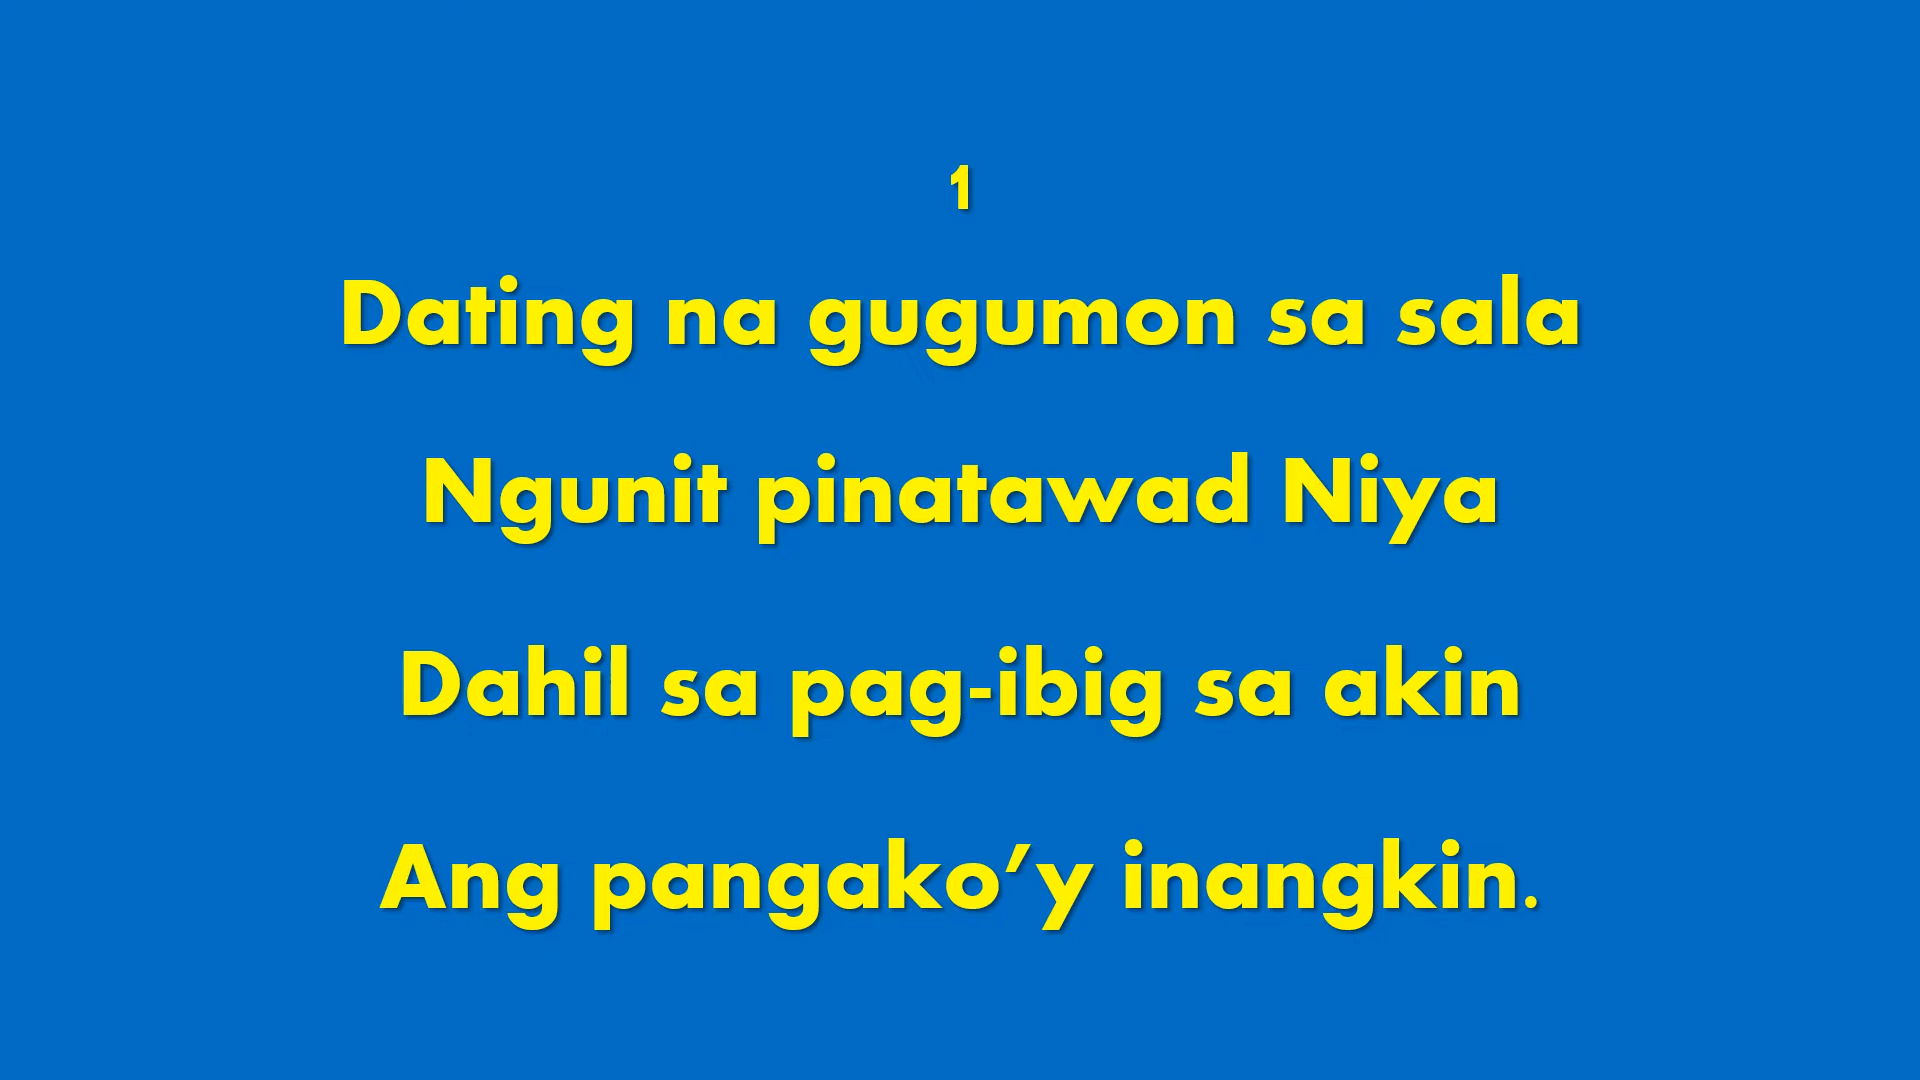 1
Dating na gugumon sa sala
Ngunit pinatawad Niya
Dahil sa pag-ibig sa akin
Ang pangako’y inangkin.